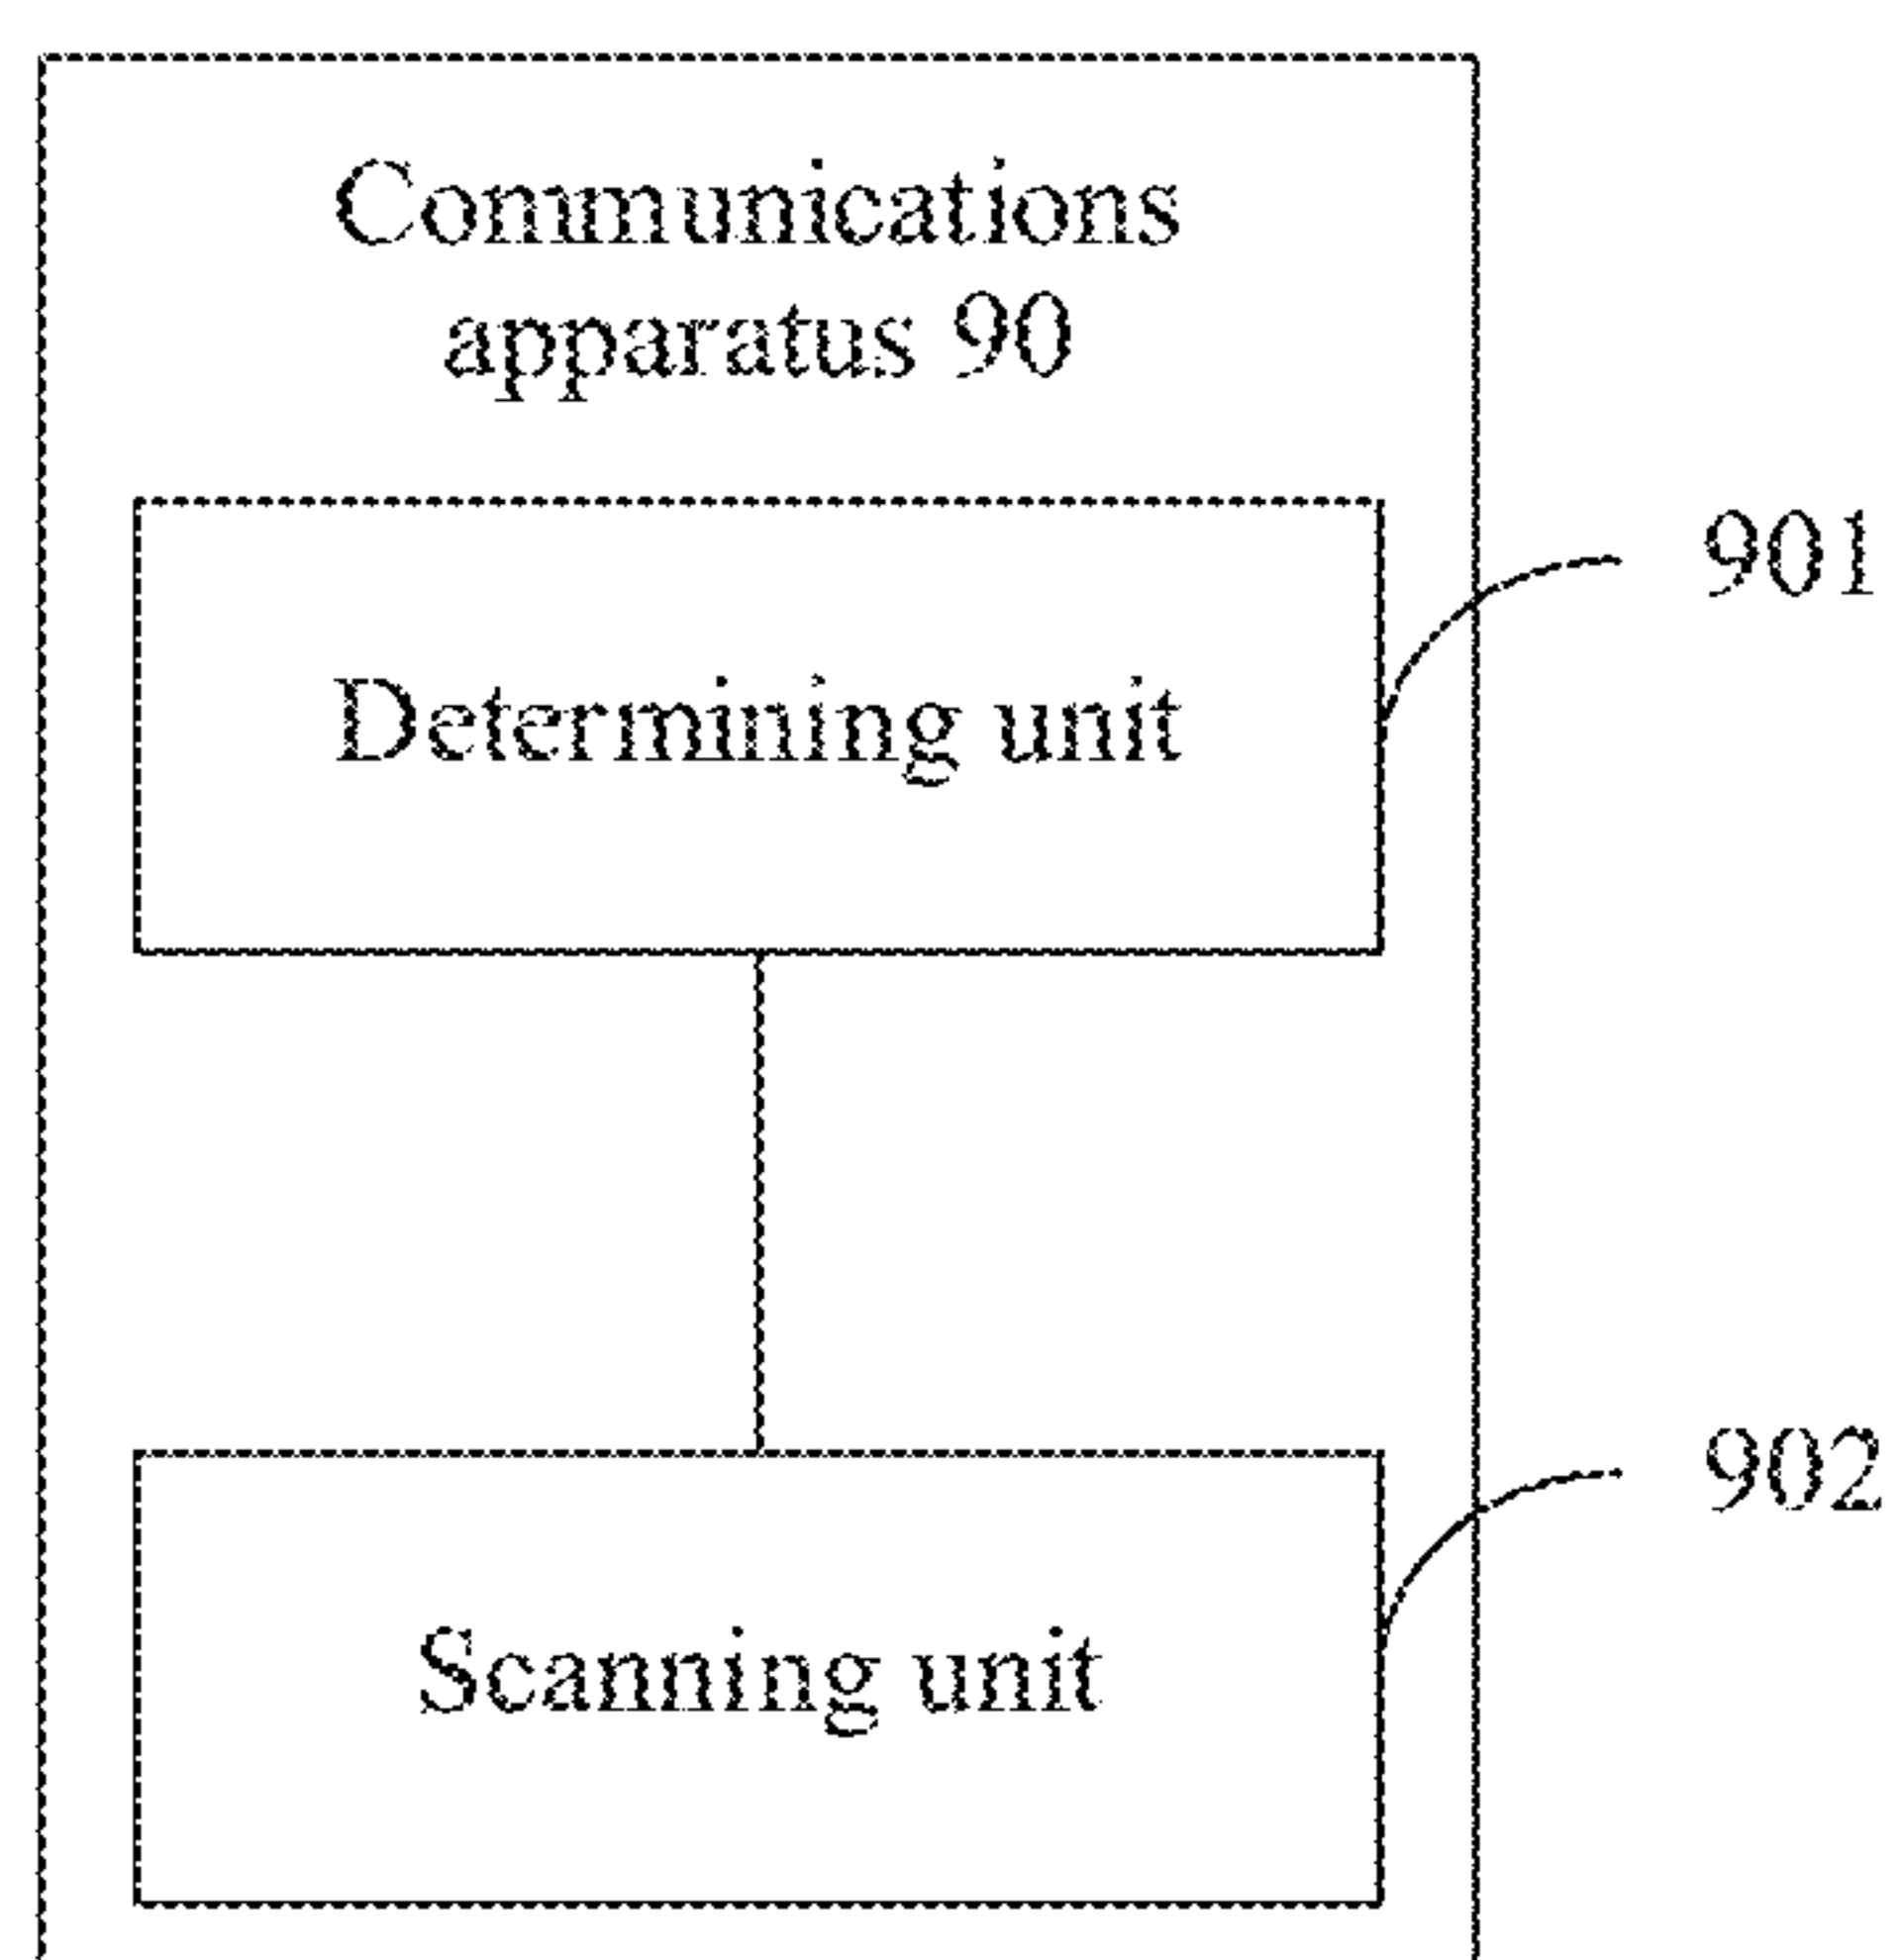 Communications
apparatus 90
901
Determining unit
902
Scanning unit